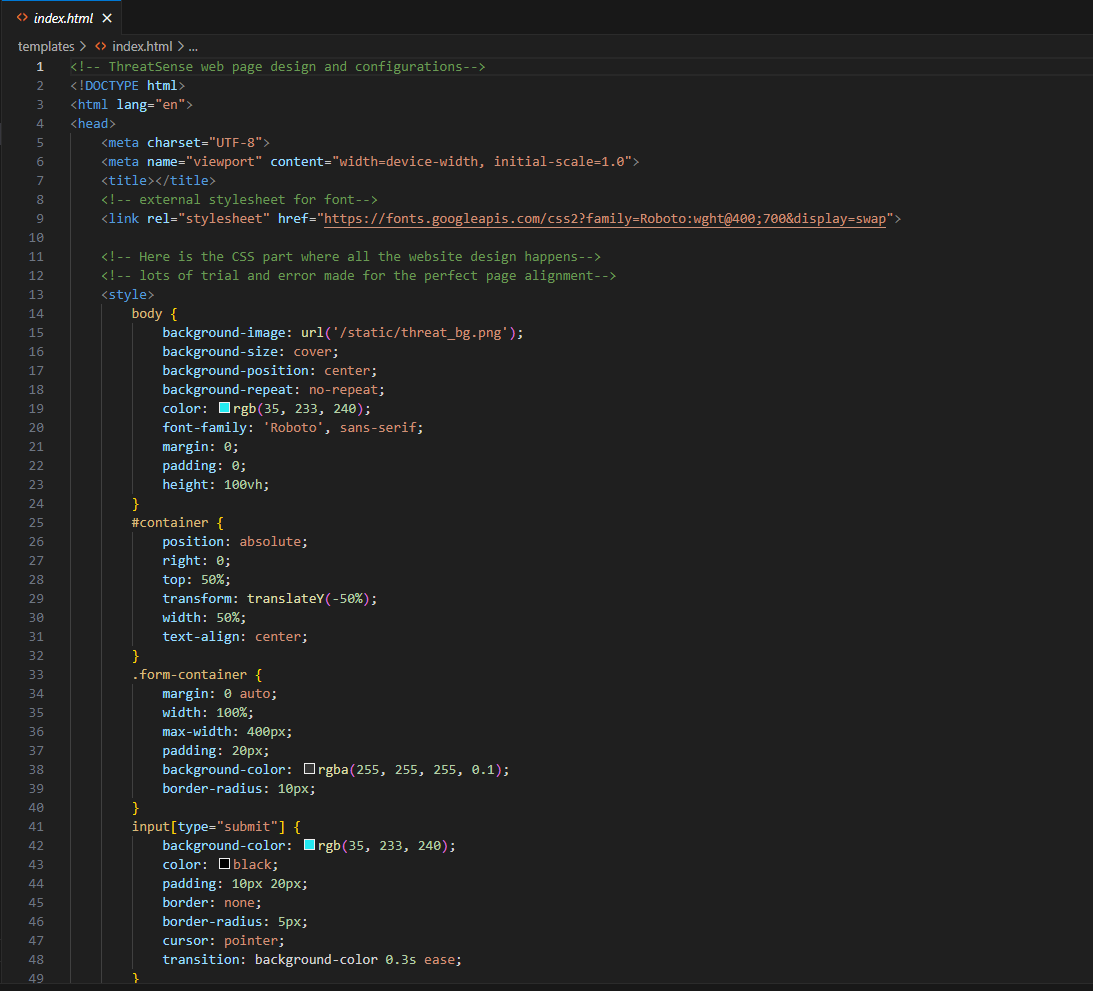 index.html
templates > index.html > ...
1 <!-- ThreatSense web page design and configurations-->
2 <!DOCTYPE html>
3 <html lang="en">
4 <head>
5     <meta charset="UTF-8">
6     <meta name="viewport" content="width=device-width, initial-scale=1.0">
7     <title></title>
8     <!-- external stylesheet for font-->
9     <link rel="stylesheet" href="https://fonts.googleapis.com/css2?family=Roboto:wght@400;700&display=swap">
10
11     <!-- Here is the CSS part where all the website design happens-->
12     <!-- lots of trial and error made for the perfect page alignment-->
13     <style>
14         body {
15             background-image: url('/static/threat_bg.png');
16             background-size: cover;
17             background-position: center;
18             background-repeat: no-repeat;
19             color: rgb(35, 233, 240);
20             font-family: 'Roboto', sans-serif;
21             margin: 0;
22             padding: 0;
23             height: 100vh;
24         }
25         #container {
26             position: absolute;
27             right: 0;
28             top: 50%;
29             transform: translateY(-50%);
30             width: 50%;
31             text-align: center;
32         }
33         .form-container {
34             margin: 0 auto;
35             width: 100%;
36             max-width: 400px;
37             padding: 20px;
38             background-color: rgba(255, 255, 255, 0.1);
39             border-radius: 10px;
40         }
41         input[type="submit"] {
42             background-color: rgb(35, 233, 240);
43             color: black;
44             padding: 10px 20px;
45             border: none;
46             border-radius: 5px;
47             cursor: pointer;
48             transition: background-color 0.3s ease;
49         }